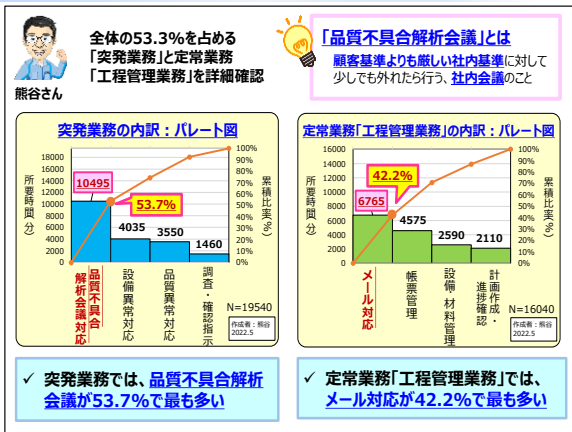 全体の53.3%を占める
「突発業務」と定常業務
「工程管理業務」を詳細確認
熊谷さん
「品質不具合解析会議」とは
顧客基準よりも厳しい社内基準に対して
少しでも外れたら行う、社内会議のこと
突発業務の内訳：パレート図
所要時間(分)
18000
16000
14000
12000
10000
8000
6000
4000
2000
0
10495
53.7%
4035
3550
1460
100%
90%
80%
70%
60%
50%
40%
30%
20%
10%
0%
累積比率(%)
品質不具合
解析会議対応
設備異常対応
品質異常対応
調査・確認指示
N=19540
作成者：熊谷
2022.5
定常業務「工程管理業務」の内訳：パレート図
所要時間(分)
16000
14000
12000
10000
8000
6000
4000
2000
0
6765
42.2%
4575
2590
2110
100%
90%
80%
70%
60%
50%
40%
30%
20%
10%
0%
累積比率(%)
メール対応
帳票管理
設備・材料管理
計画作成・
進捗確認
N=16040
作成者：熊谷
2022.5
✓ 突発業務では、品質不具合解析
会議が53.7%で最も多い
✓ 定常業務「工程管理業務」では、
メール対応が42.2%で最も多い